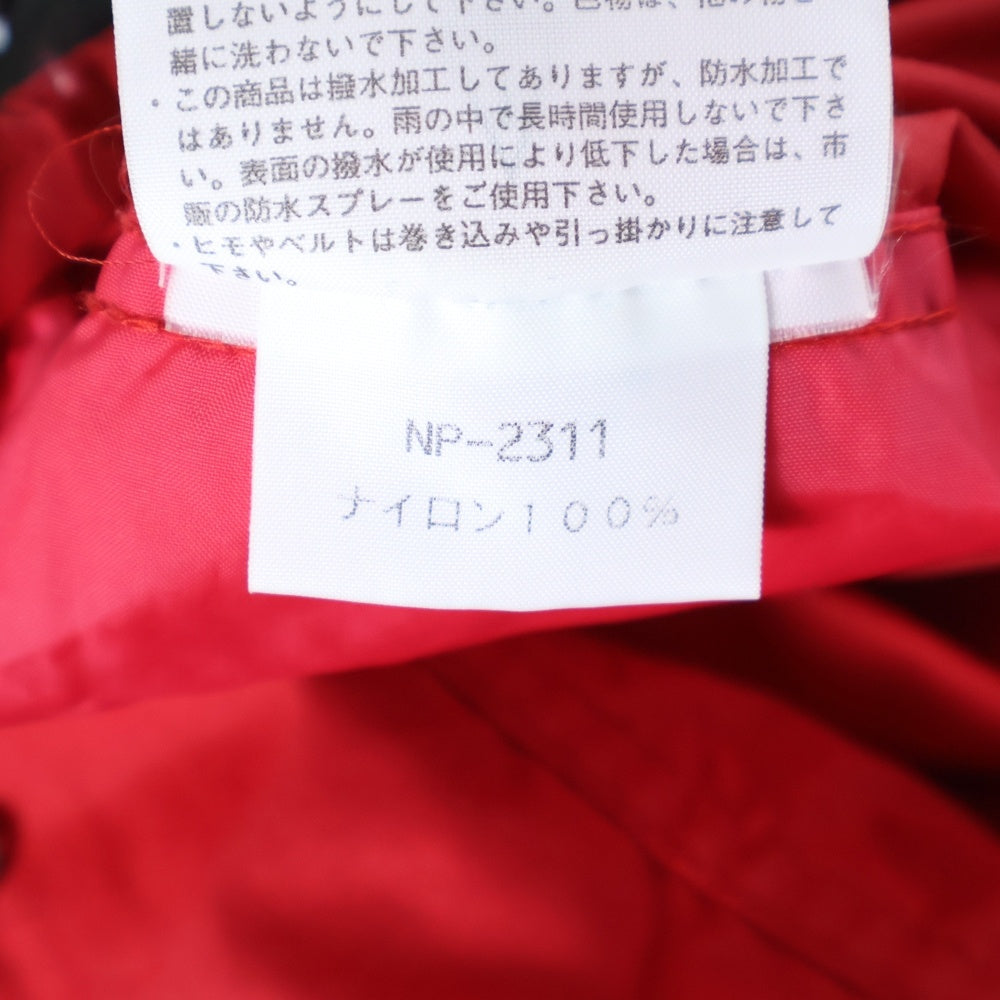 置しないようにして下さい。色物は、他の物と
緒に洗わないで下さい。
・この商品は撥水加工してありますが、防水加工で
はありません。雨の中で長時間使用しないで下さ
い。表面の撥水が使用により低下した場合は、市
販の防水スプレーをご使用下さい。
・ヒモやベルトは巻き込みや引っ掛かりに注意して
下さい。
NP-2311
ナイロン100%